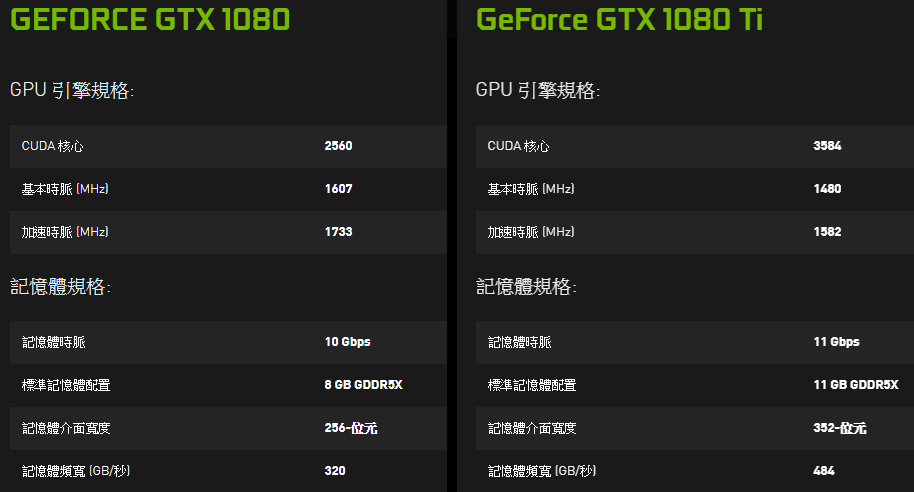 GEFORCE GTX 1080
GPU 引擎規格:
CUDA 核心 2560
基本時脈 (MHz) 1607
加速時脈 (MHz) 1733
記憶體規格:
記憶體時脈 10 Gbps
標準記憶體配置 8 GB GDDR5X
記憶體介面寬度 256-位元
記憶體頻寬 (GB/秒) 320
GeForce GTX 1080 Ti
GPU 引擎規格:
CUDA 核心 3584
基本時脈 (MHz) 1480
加速時脈 (MHz) 1582
記憶體規格:
記憶體時脈 11 Gbps
標準記憶體配置 11 GB GDDR5X
記憶體介面寬度 352-位元
記憶體頻寬 (GB/秒) 484